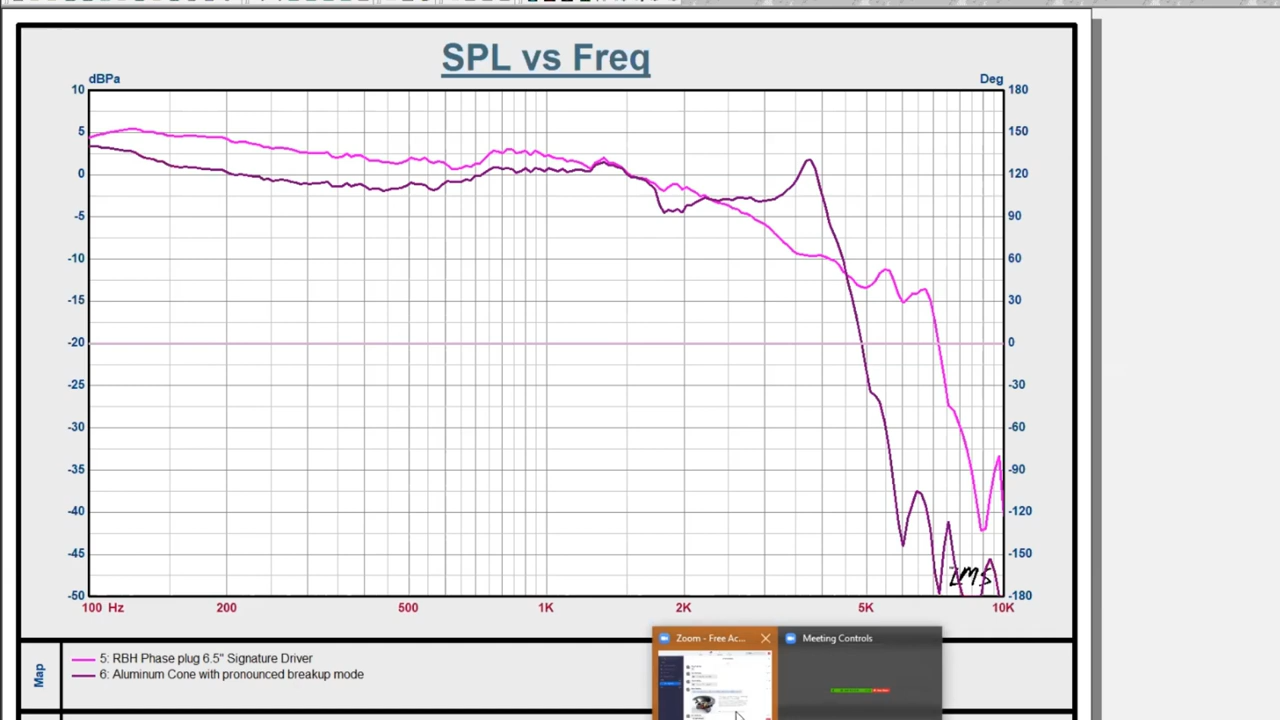 SPL vs Freq
dBPa
Deg
10
180
5
150
0
120
-5
90
-10
60
-15
30
-20
0
-25
-30
-30
-60
-35
-90
-40
-120
-45
-150
-50
-180
LMS
100 Hz
200
500
1K
2K
5K
10K
Map
5: RBH Phase plug 6.5" Signature Driver
6: Aluminum Cone with pronounced breakup mode
Zoom - Free Ac...
Meeting Controls